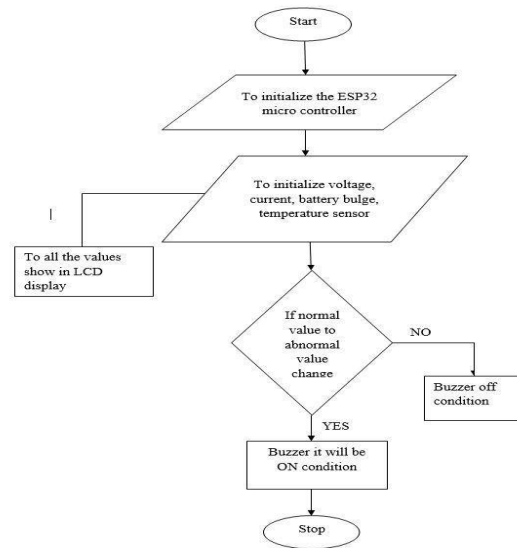 Start
To initialize the ESP32
micro controller
To initialize voltage,
current, battery bulge,
temperature sensor
To all the values
show in LCD
display
If normal value to
abnormal value
change
NO
Buzzer off
condition
YES
Buzzer it will be
ON condition
Stop